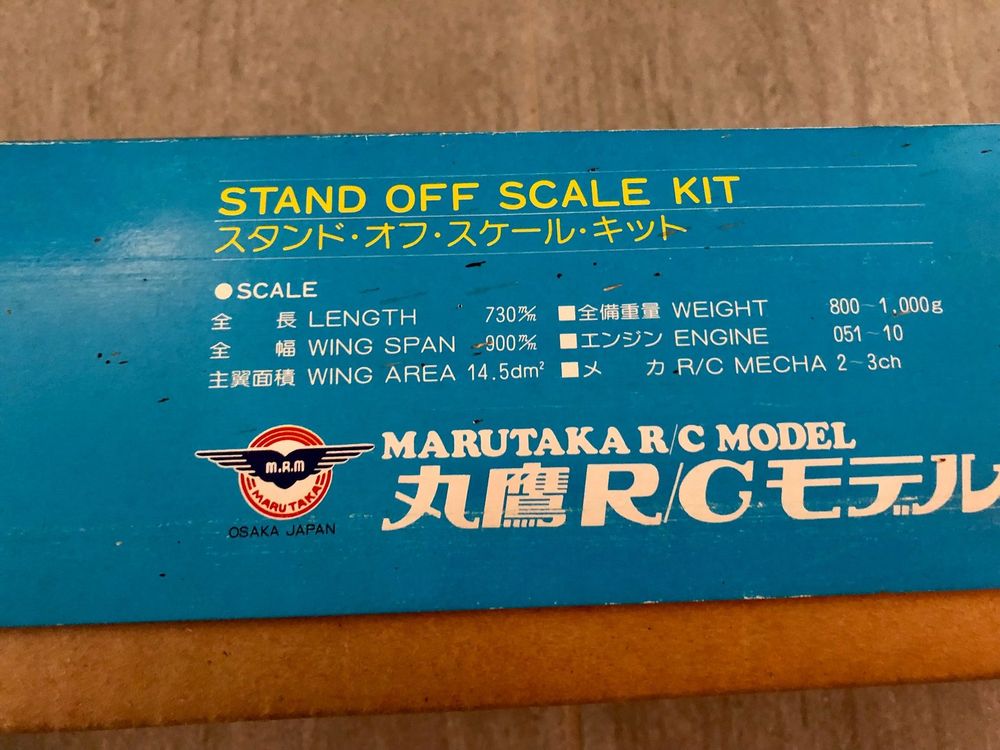 STAND OFF SCALE KIT
スタンド・オフ・スケール・キット
●SCALE
全 長 LENGTH 730m/m ■全備重量 WEIGHT 800~1,000g
全 幅 WING SPAN 900m/m ■エンジン ENGINE 051~10
主翼面積 WING AREA 14.5dm² ■メ カ R/C MECHA 2~3ch
M.R.M
MARUTAKA
OSAKA JAPAN
MARUTAKA R/C MODEL
丸鷹R/Cモデル